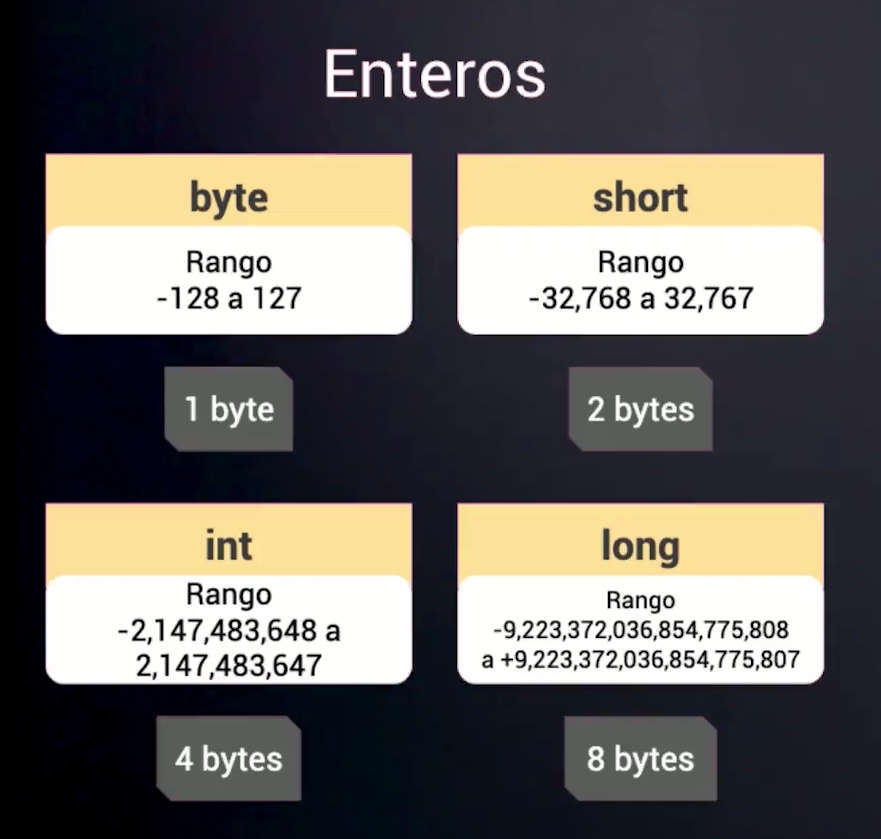 Enteros
byte
Rango
-128 a 127
1 byte
short
Rango
-32,768 a 32,767
2 bytes
int
Rango
-2,147,483,648 a
2,147,483,647
4 bytes
long
Rango
-9,223,372,036,854,775,808
a +9,223,372,036,854,775,807
8 bytes